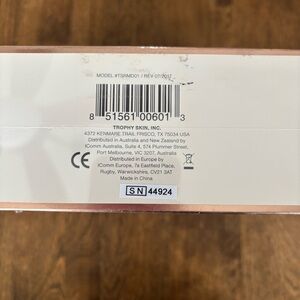 MODEL #TSRMD01 / REV 07/2017
8 51561 00601 3
TROPHY SKIN, INC.
4372 KENMARE TRAIL FRISCO, TX 75034 USA
Distributed in Australia and New Zealand by
iComm Australia, Suite 4, 574 Plummer Street,
Port Melbourne, VIC 3207, Australia
Distributed in Europe by
iComm Europe, 7a Eastfield Place,
Rugby, Warwickshire, CV21 3AT
Made in China
CE
SN 44924